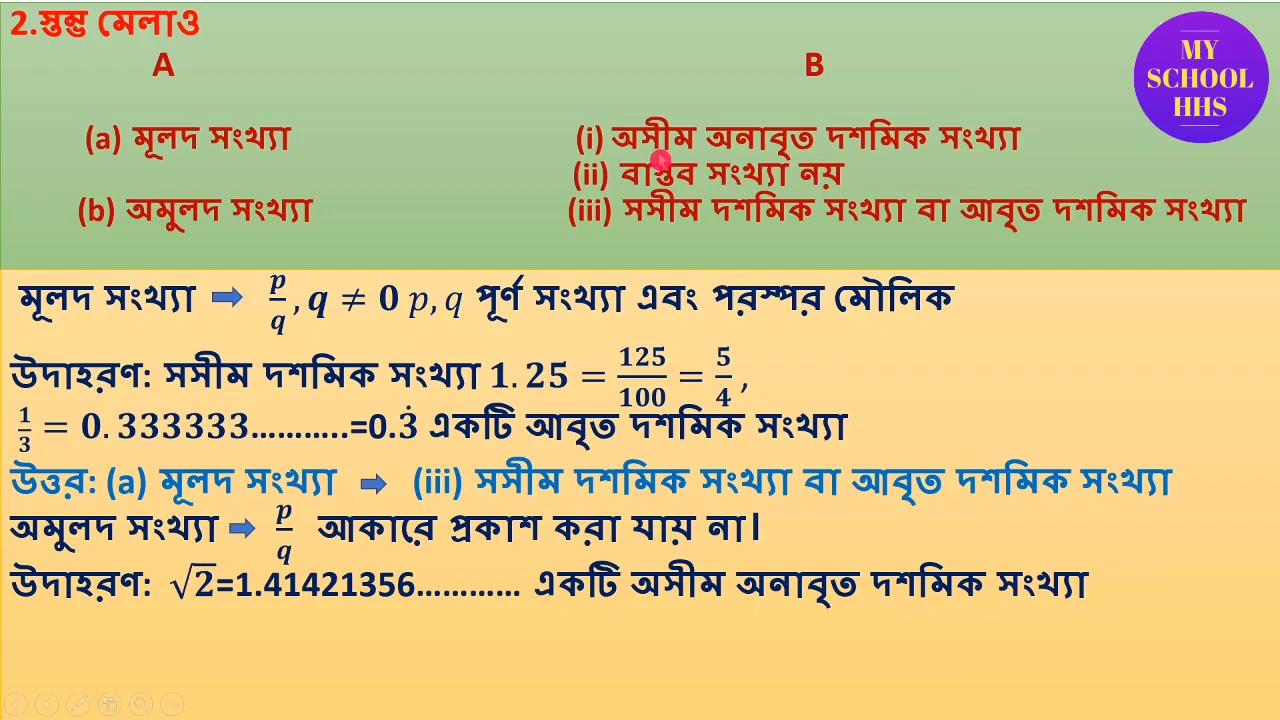 2.স্তম্ভ মেলাও
A B
MY
SCHOOL
HHS
(a) মূলদ সংখ্যা (i) অসীম অনাবৃত দশমিক সংখ্যা
(ii) বাস্তব সংখ্যা নয়
(b) অমুলদ সংখ্যা (iii) সসীম দশমিক সংখ্যা বা আবৃত দশমিক সংখ্যা
মূলদ সংখ্যা ➡ p/q, q ≠ 0 p, q পূর্ণ সংখ্যা এবং পরস্পর মৌলিক
উদাহরণ: সসীম দশমিক সংখ্যা 1.25 = 125/100 = 5/4 ,
1/3 = 0.333333………..=0.3̇ একটি আবৃত দশমিক সংখ্যা
উত্তর: (a) মূলদ সংখ্যা ➡ (iii) সসীম দশমিক সংখ্যা বা আবৃত দশমিক সংখ্যা
অমুলদ সংখ্যা ➡ p/q আকারে প্রকাশ করা যায় না।
উদাহরণ: √2=1.41421356………… একটি অসীম অনাবৃত দশমিক সংখ্যা